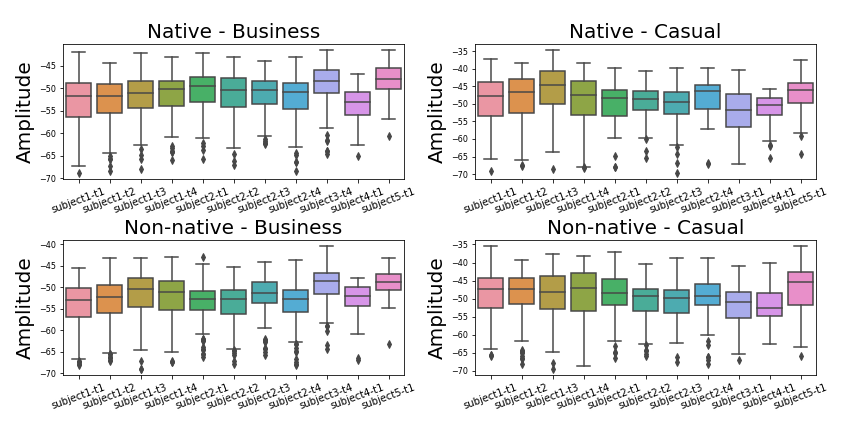 Native - Business
Native - Casual
Amplitude
−45
−50
−55
−60
−65
−70
subject1-t1 subject1-t2 subject1-t3 subject1-t4 subject2-t1 subject2-t2 subject2-t3 subject2-t4 subject3-t1 subject4-t1 subject5-t1
Amplitude
−35
−40
−45
−50
−55
−60
−65
−70
subject1-t1 subject1-t2 subject1-t3 subject1-t4 subject2-t1 subject2-t2 subject2-t3 subject2-t4 subject3-t1 subject4-t1 subject5-t1
Non-native - Business
Non-native - Casual
Amplitude
−40
−45
−50
−55
−60
−65
−70
subject1-t1 subject1-t2 subject1-t3 subject1-t4 subject2-t1 subject2-t2 subject2-t3 subject2-t4 subject3-t1 subject4-t1 subject5-t1
Amplitude
−35
−40
−45
−50
−55
−60
−65
−70
subject1-t1 subject1-t2 subject1-t3 subject1-t4 subject2-t1 subject2-t2 subject2-t3 subject2-t4 subject3-t1 subject4-t1 subject5-t1